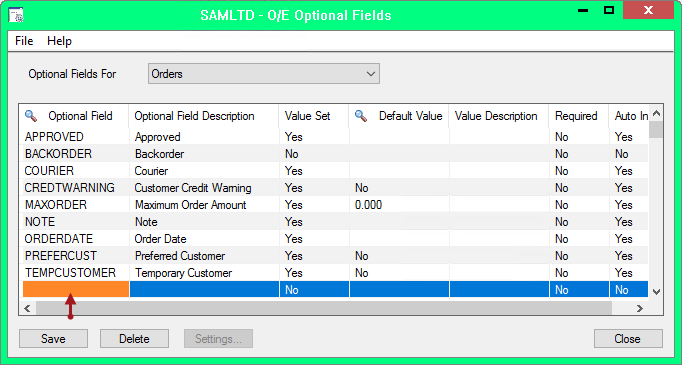 SAMLTD - O/E Optional Fields
File Help
Optional Fields For Orders
Optional Field Optional Field Description Value Set Default Value Value Description Required Auto In
APPROVED Approved Yes No Yes
BACKORDER Backorder No No No
COURIER Courier Yes No Yes
CREDTWARNING Customer Credit Warning Yes No No Yes
MAXORDER Maximum Order Amount Yes 0.000 No Yes
NOTE Note Yes No Yes
ORDERDATE Order Date Yes No Yes
PREFERCUST Preferred Customer Yes No No Yes
TEMPCUSTOMER Temporary Customer Yes No No Yes
No No No
Save Delete Settings... Close